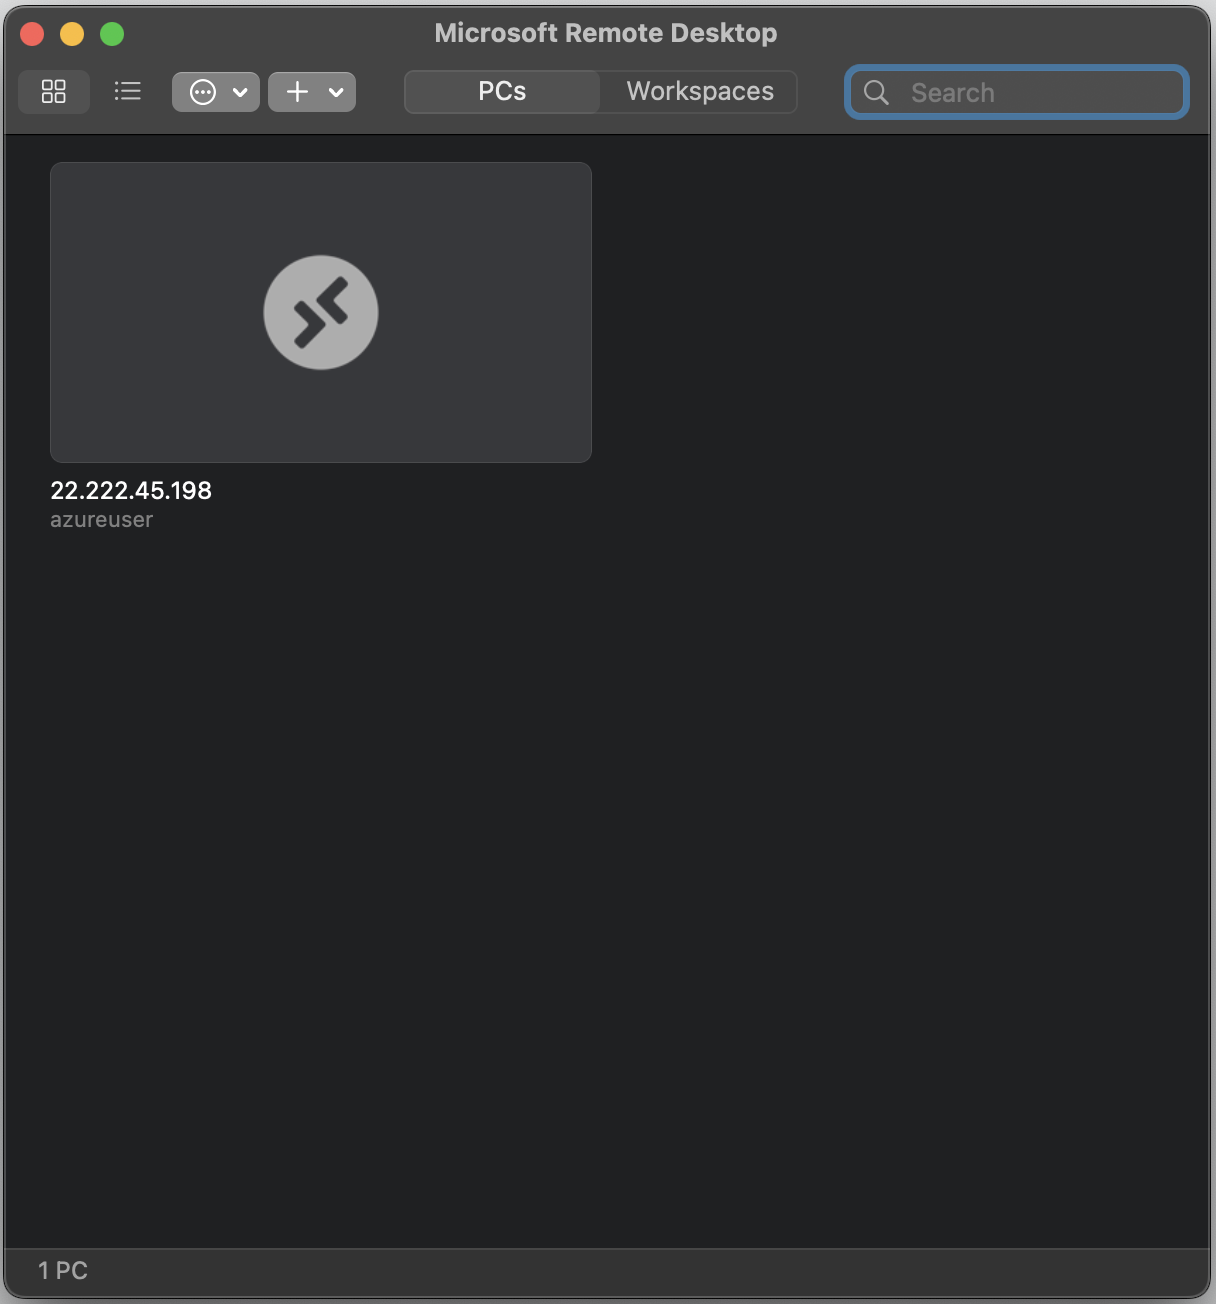 Microsoft Remote Desktop
PCs
Workspaces
Search
22.222.45.198
azureuser
1 PC